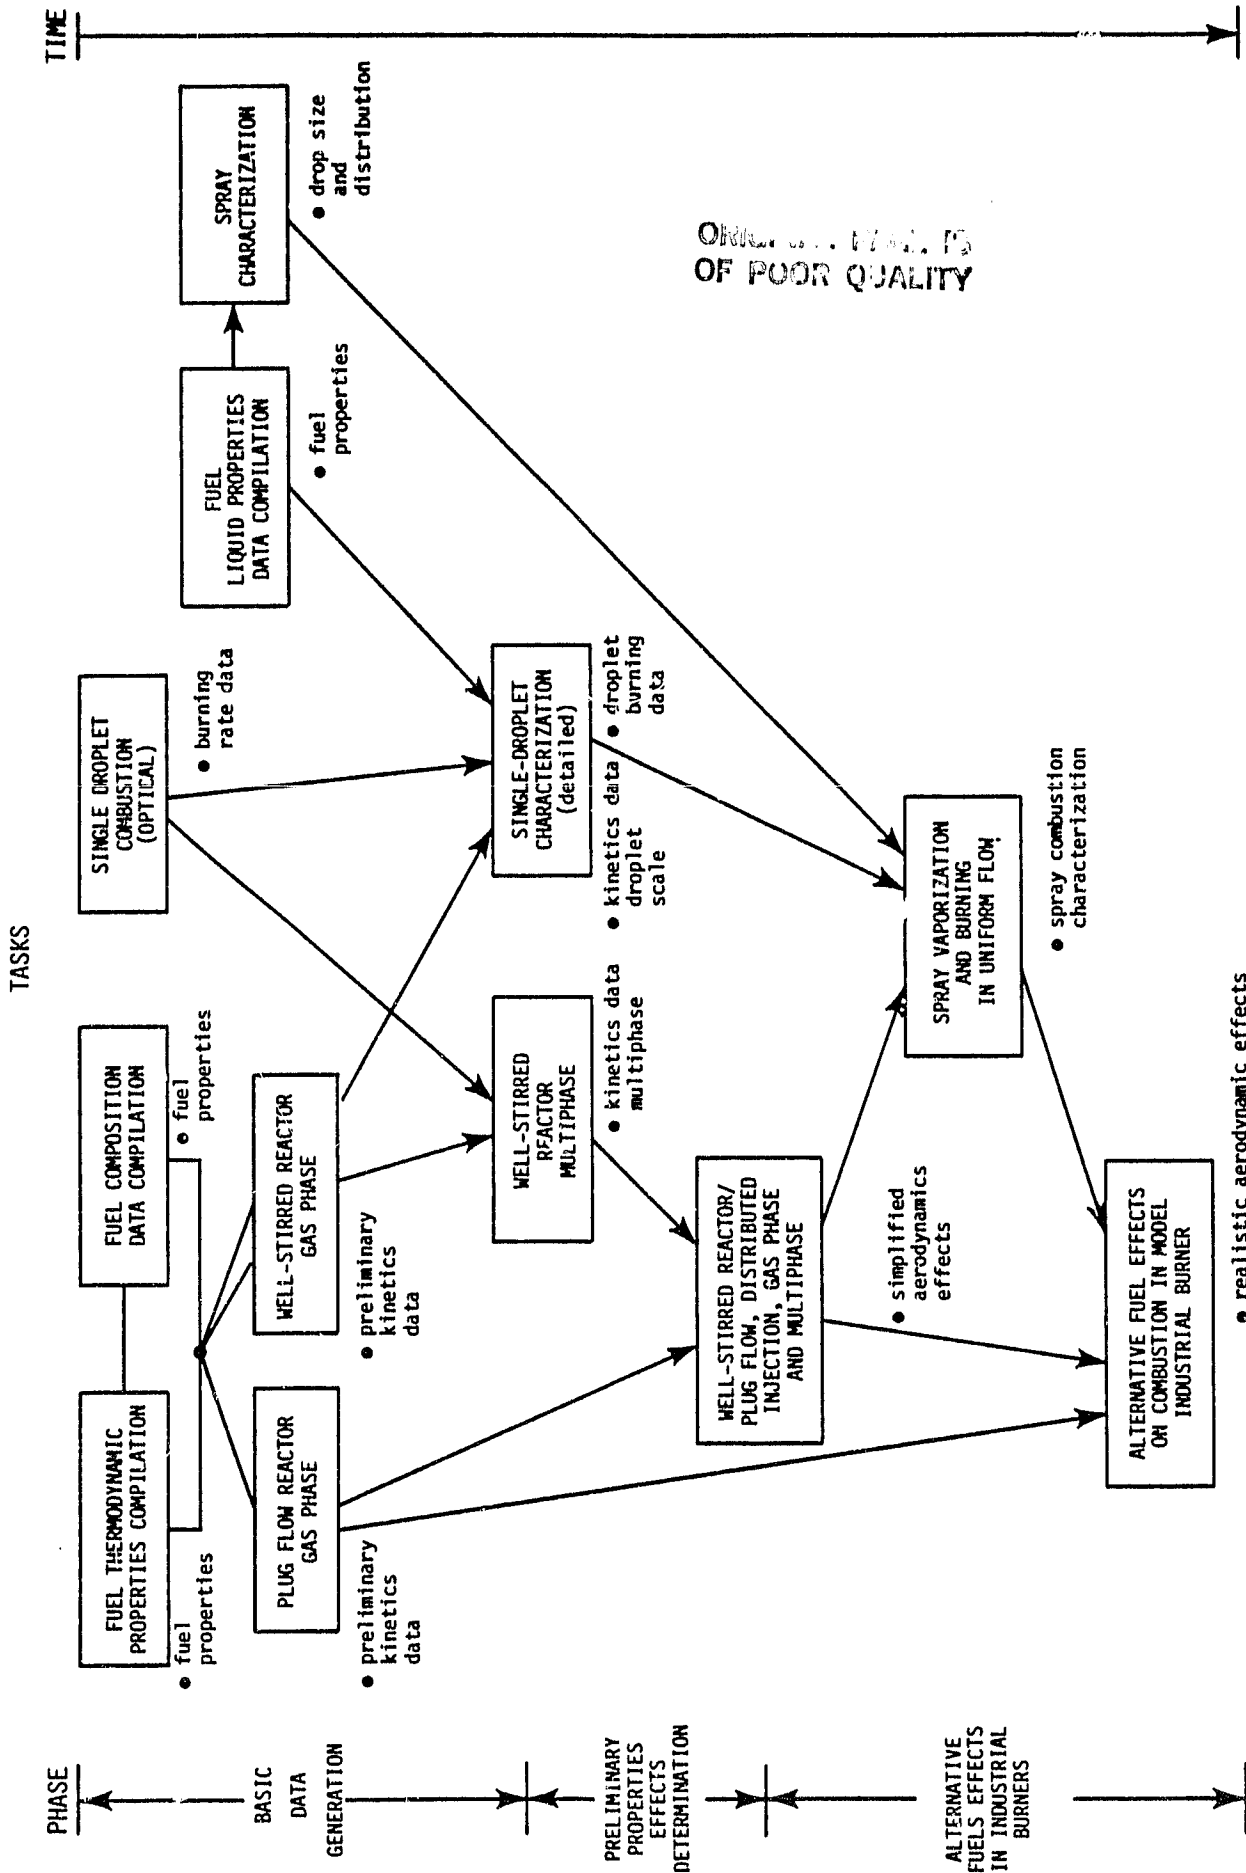 TASKS
PHASE
TIME
BASIC
DATA
GENERATION
PRELIMINARY
PROPERTIES
EFFECTS
DETERMINATION
ALTERNATIVE
FUELS EFFECTS
IN INDUSTRIAL
BURNERS
FUEL THERMODYNAMIC
PROPERTIES COMPILATION
● fuel
properties
FUEL COMPOSITION
DATA COMPILATION
● fuel
properties
SINGLE DROPLET
COMBUSTION
(OPTICAL)
● burning
rate data
FUEL
LIQUID PROPERTIES
DATA COMPILATION
● fuel
properties
SPRAY
CHARACTERIZATION
● drop size
and
distribution
PLUG FLOW REACTOR
GAS PHASE
● preliminary
kinetics
data
WELL-STIRRED REACTOR
GAS PHASE
● preliminary
kinetics
data
WELL-STIRRED
REACTOR
MULTIPHASE
● kinetics data
multiphase
SINGLE-DROPLET
CHARACTERIZATION
(detailed)
● kinetics data
droplet
scale
● droplet
burning
data
WELL-STIRRED REACTOR/
PLUG FLOW, DISTRIBUTED
INJECTION, GAS PHASE
AND MULTIPHASE
● simplified
aerodynamics
effects
SPRAY VAPORIZATION
AND BURNING
IN UNIFORM FLOW
● spray combustion
characterization
ALTERNATIVE FUEL EFFECTS
ON COMBUSTION IN MODEL
INDUSTRIAL BURNER
● realistic aerodynamic effects
OF POOR QUALITY